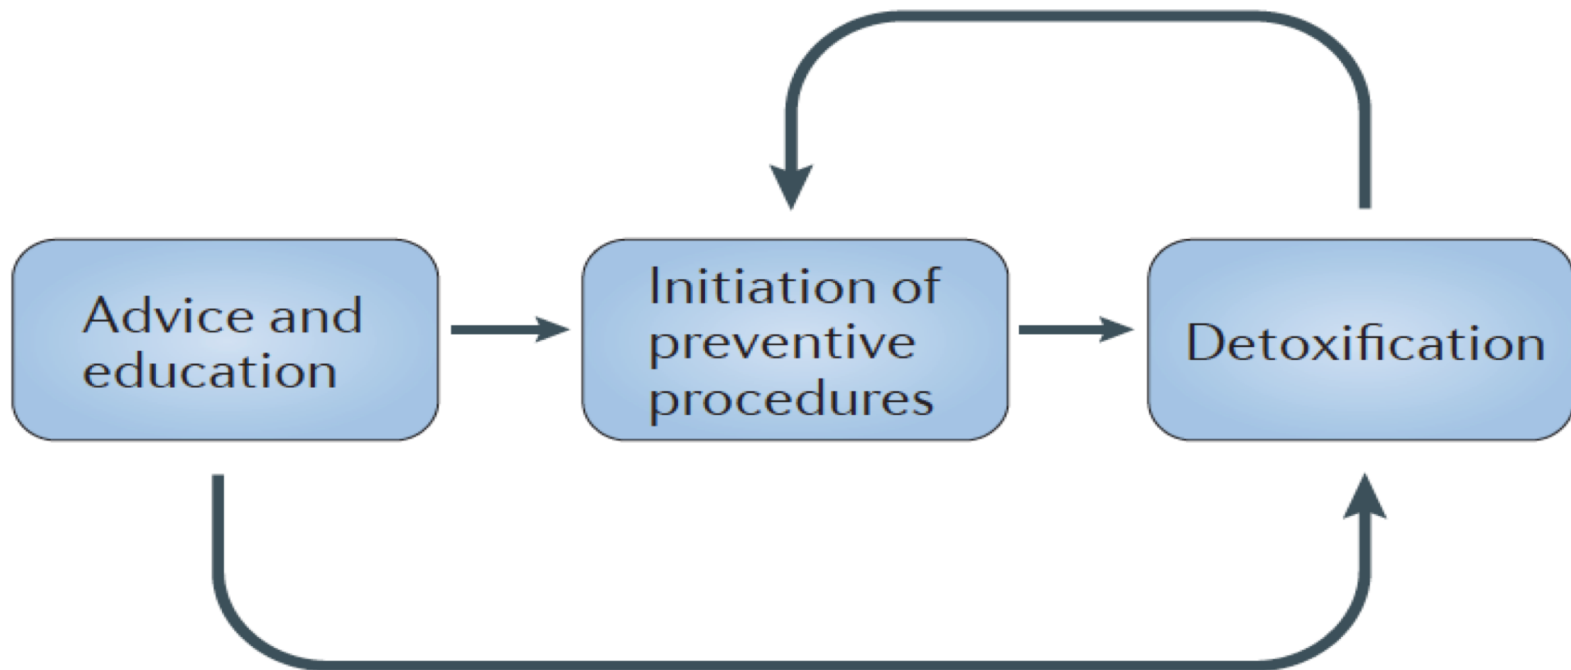 Advice and
education
Initiation of
preventive
procedures
Detoxification